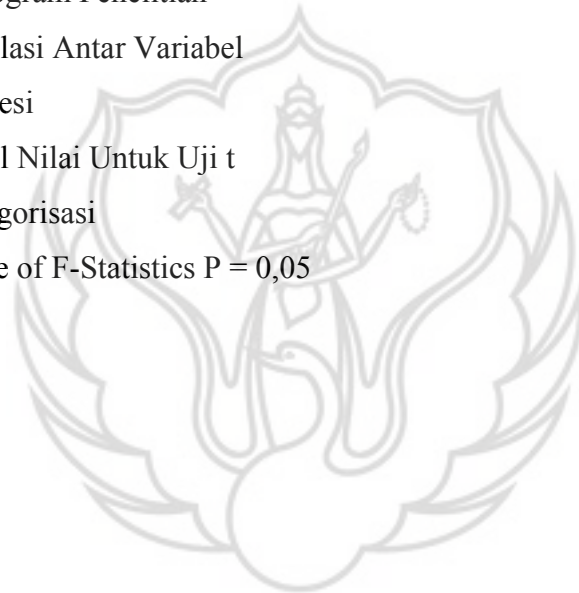 gram Penelitian
lasi Antar Variabel
esi
l Nilai Untuk Uji t
gorisasi
e of F-Statistics P = 0,05